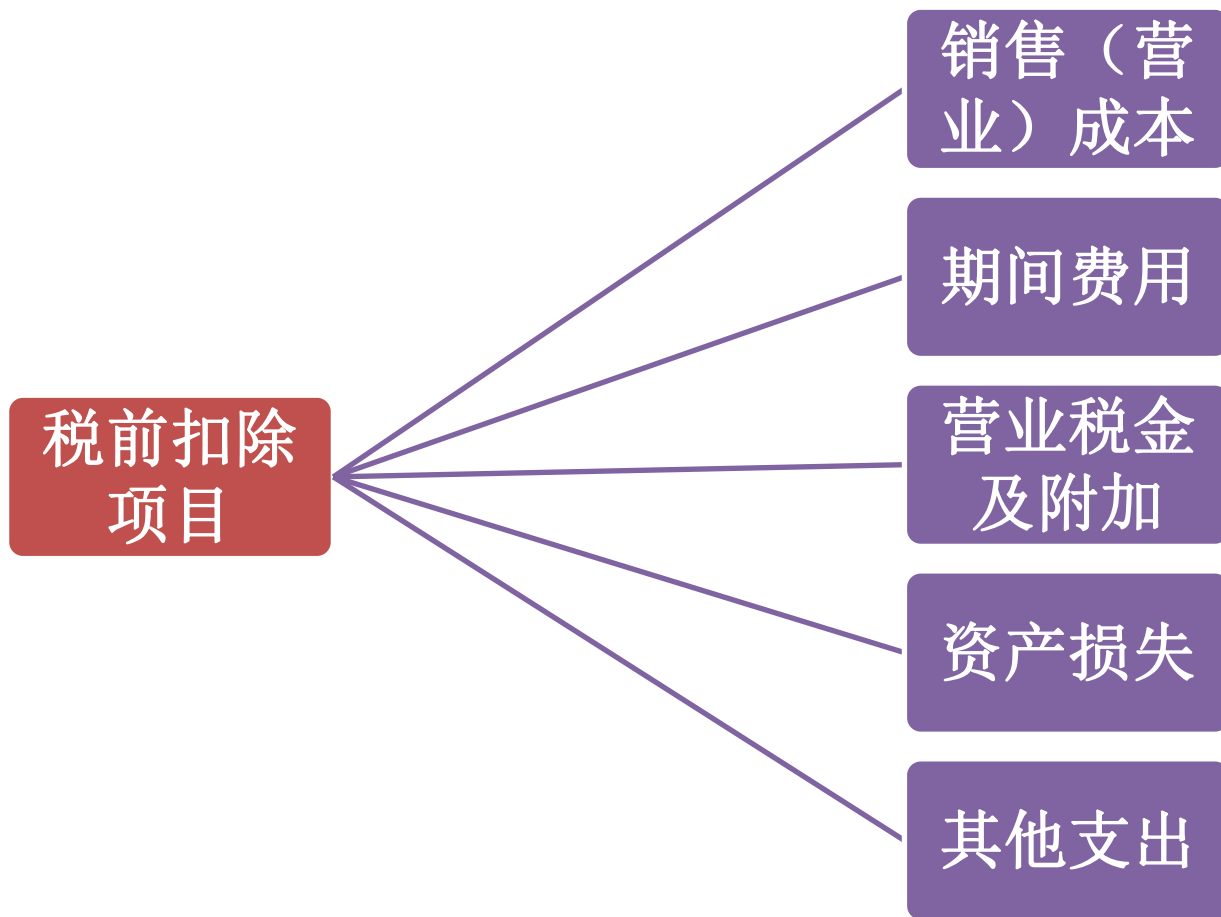 销售（营
业）成本
期间费用
税前扣除
项目
营业税金
及附加
资产损失
其他支出